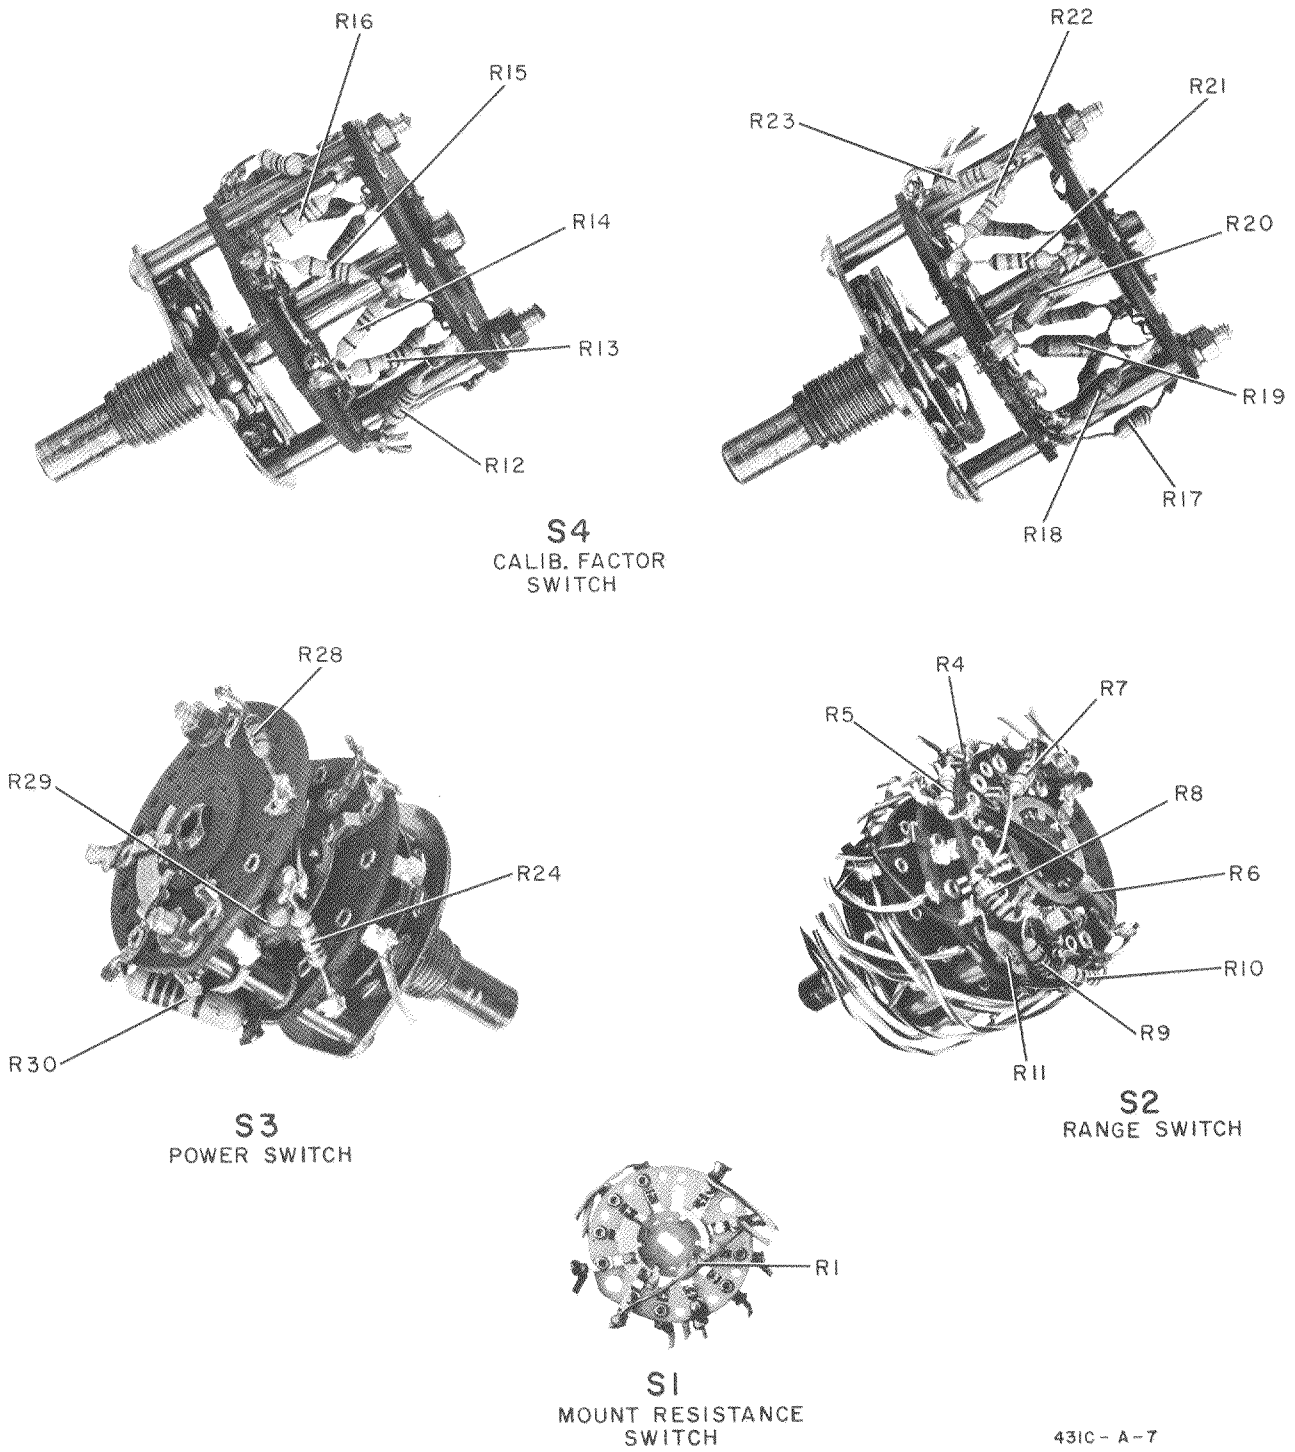 R16
R15
R14
R13
R12
R22
R21
R23
R20
R19
R17
R18
S4
CALIB. FACTOR
SWITCH
R28
R29
R24
R30
S3
POWER SWITCH
R4
R7
R5
R8
R6
R10
R9
R11
S2
RANGE SWITCH
R1
S1
MOUNT RESISTANCE
SWITCH
431C-A-7